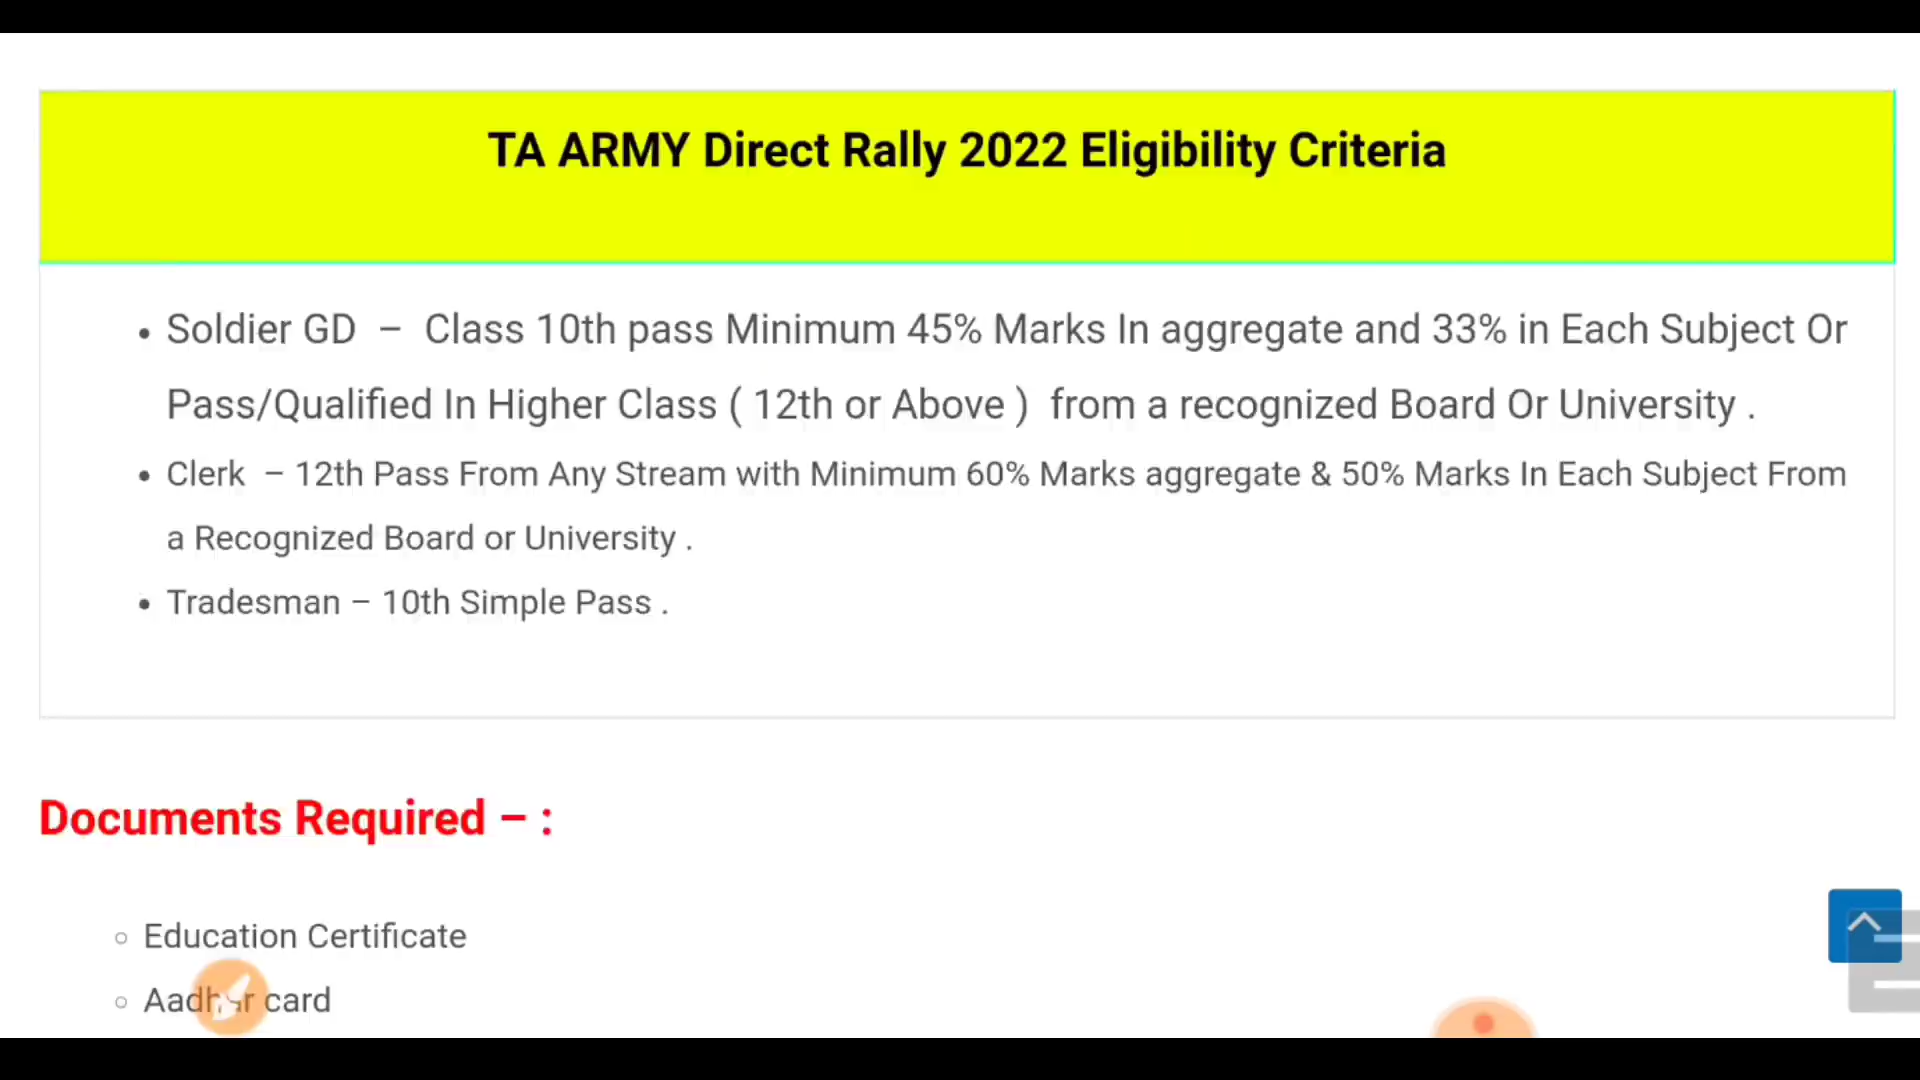 TA ARMY Direct Rally 2022 Eligibility Criteria
• Soldier GD – Class 10th pass Minimum 45% Marks In aggregate and 33% in Each Subject Or
Pass/Qualified In Higher Class ( 12th or Above ) from a recognized Board Or University .
• Clerk – 12th Pass From Any Stream with Minimum 60% Marks aggregate & 50% Marks In Each Subject From
a Recognized Board or University .
• Tradesman – 10th Simple Pass .
Documents Required – :
○ Education Certificate
○ Aadhar card